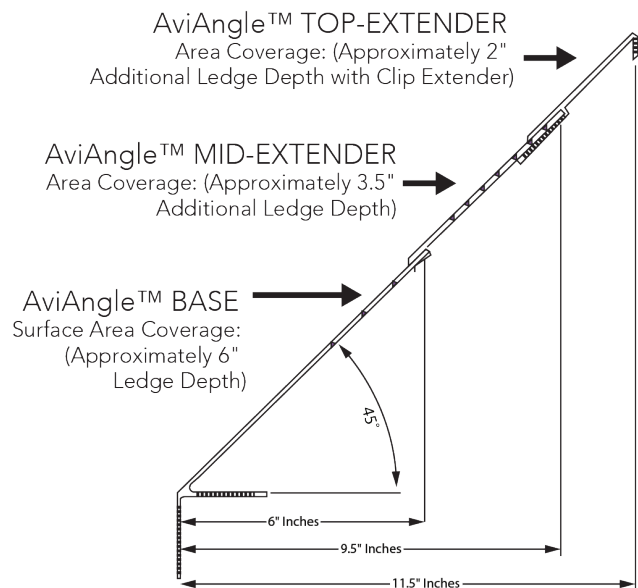 AviAngle™ TOP-EXTENDER
Area Coverage: (Approximately 2"
Additional Ledge Depth with Clip Extender)
AviAngle™ MID-EXTENDER
Area Coverage: (Approximately 3.5"
Additional Ledge Depth)
AviAngle™ BASE
Surface Area Coverage:
(Approximately 6"
Ledge Depth)
45°
6" Inches
9.5" Inches
11.5" Inches